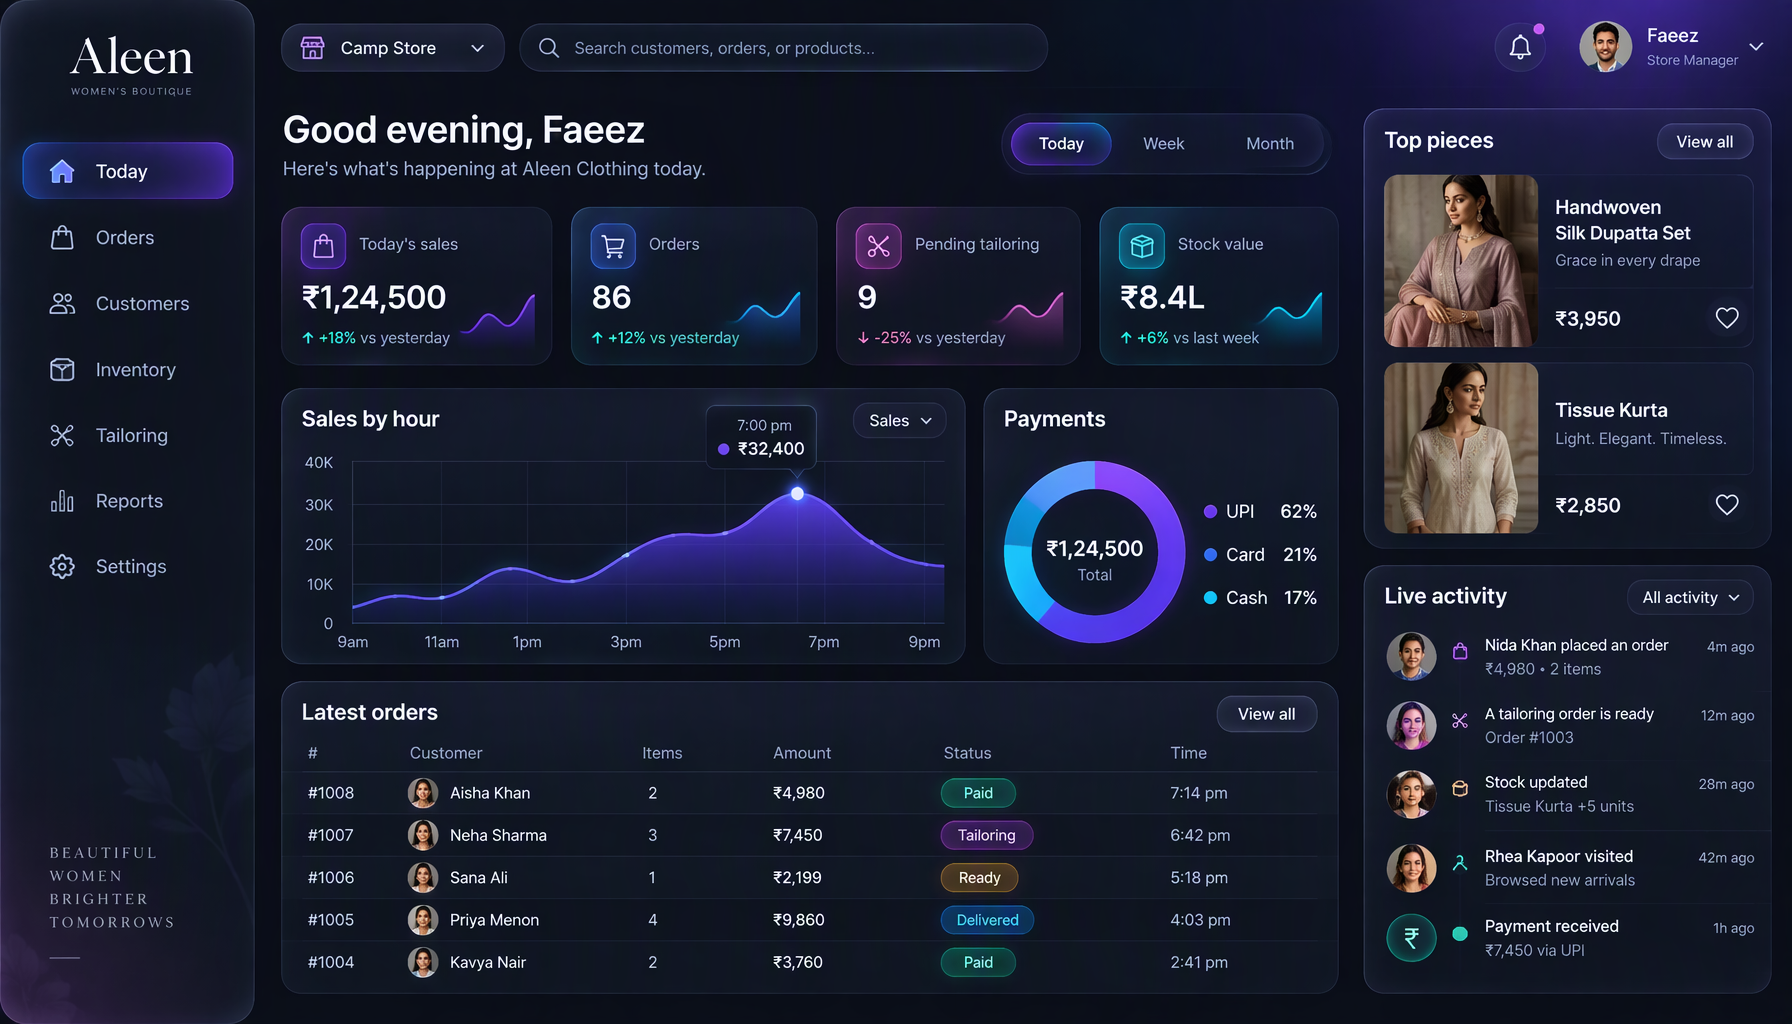 Aleen
WOMEN'S BOUTIQUE
Today
Orders
Customers
Inventory
Tailoring
Reports
Settings
BEAUTIFUL
WOMEN
BRIGHTER
TOMORROWS
Camp Store
Search customers, orders, or products...
Faeez
Store Manager
Good evening, Faeez
Here's what's happening at Aleen Clothing today.
Today Week Month
Today's sales
₹1,24,500
↑ +18% vs yesterday
Orders
86
↑ +12% vs yesterday
Pending tailoring
9
↓ -25% vs yesterday
Stock value
₹8.4L
↑ +6% vs last week
Sales by hour
Sales
7:00 pm
₹32,400
40K
30K
20K
10K
0
9am 11am 1pm 3pm 5pm 7pm 9pm
Payments
₹1,24,500
Total
UPI 62%
Card 21%
Cash 17%
Latest orders
View all
# Customer Items Amount Status Time
#1008 Aisha Khan 2 ₹4,980 Paid 7:14 pm
#1007 Neha Sharma 3 ₹7,450 Tailoring 6:42 pm
#1006 Sana Ali 1 ₹2,199 Ready 5:18 pm
#1005 Priya Menon 4 ₹9,860 Delivered 4:03 pm
#1004 Kavya Nair 2 ₹3,760 Paid 2:41 pm
Top pieces
View all
Handwoven
Silk Dupatta Set
Grace in every drape
₹3,950
Tissue Kurta
Light. Elegant. Timeless.
₹2,850
Live activity
All activity
Nida Khan placed an order 4m ago
₹4,980 • 2 items
A tailoring order is ready 12m ago
Order #1003
Stock updated 28m ago
Tissue Kurta +5 units
Rhea Kapoor visited 42m ago
Browsed new arrivals
₹
Payment received 1h ago
₹7,450 via UPI